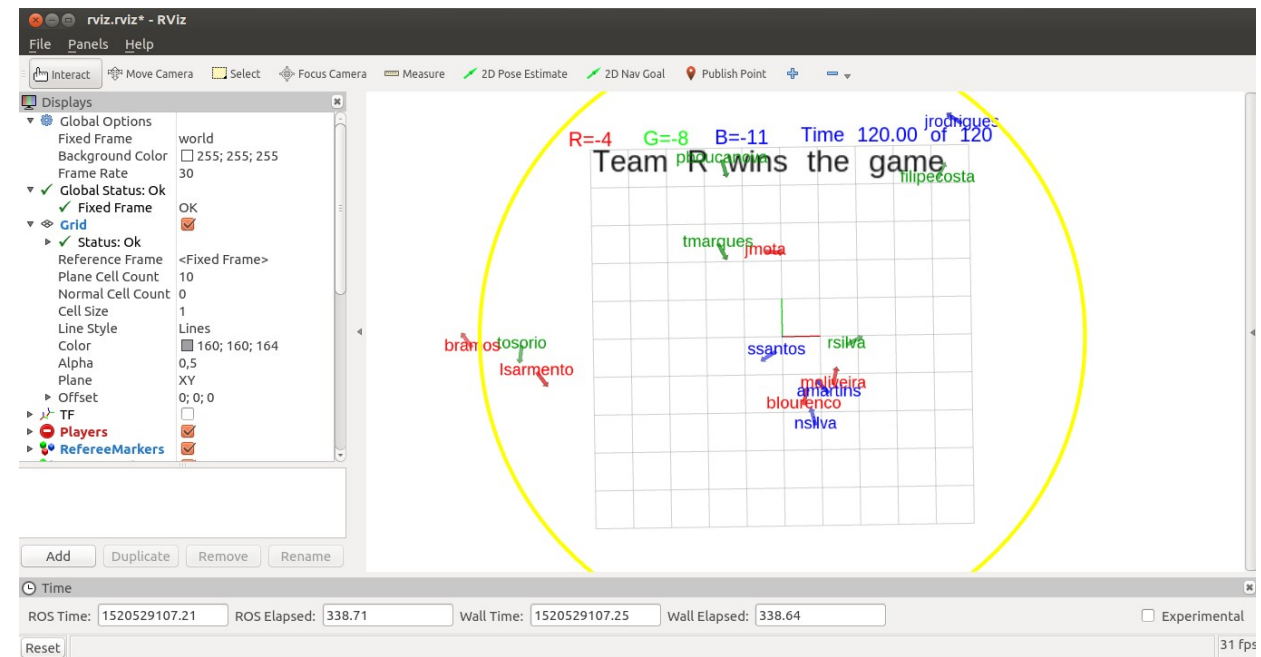 rviz.rviz* - RViz
File Panels Help
Interact Move Camera Select Focus Camera Measure 2D Pose Estimate 2D Nav Goal Publish Point
Displays
Global Options
Fixed Frame world
Background Color 255; 255; 255
Frame Rate 30
Global Status: Ok
Fixed Frame OK
Grid
Status: Ok
Reference Frame <Fixed Frame>
Plane Cell Count 10
Normal Cell Count 0
Cell Size 1
Line Style Lines
Color 160; 160; 164
Alpha 0,5
Plane XY
Offset 0; 0; 0
TF
Players
RefereeMarkers
Add Duplicate Remove Rename
jrodrigues
R=-4 G=-8 B=-11 Time 120.00 of 120
Team R wins the game
filipecosta
tmarques
jmota
bramos tosorio
ssantos rsilva
lsarmento
moliveira
amartins
blourenco
nsilva
Time
ROS Time: 1520529107.21 ROS Elapsed: 338.71 Wall Time: 1520529107.25 Wall Elapsed: 338.64 Experimental
Reset 31 fps